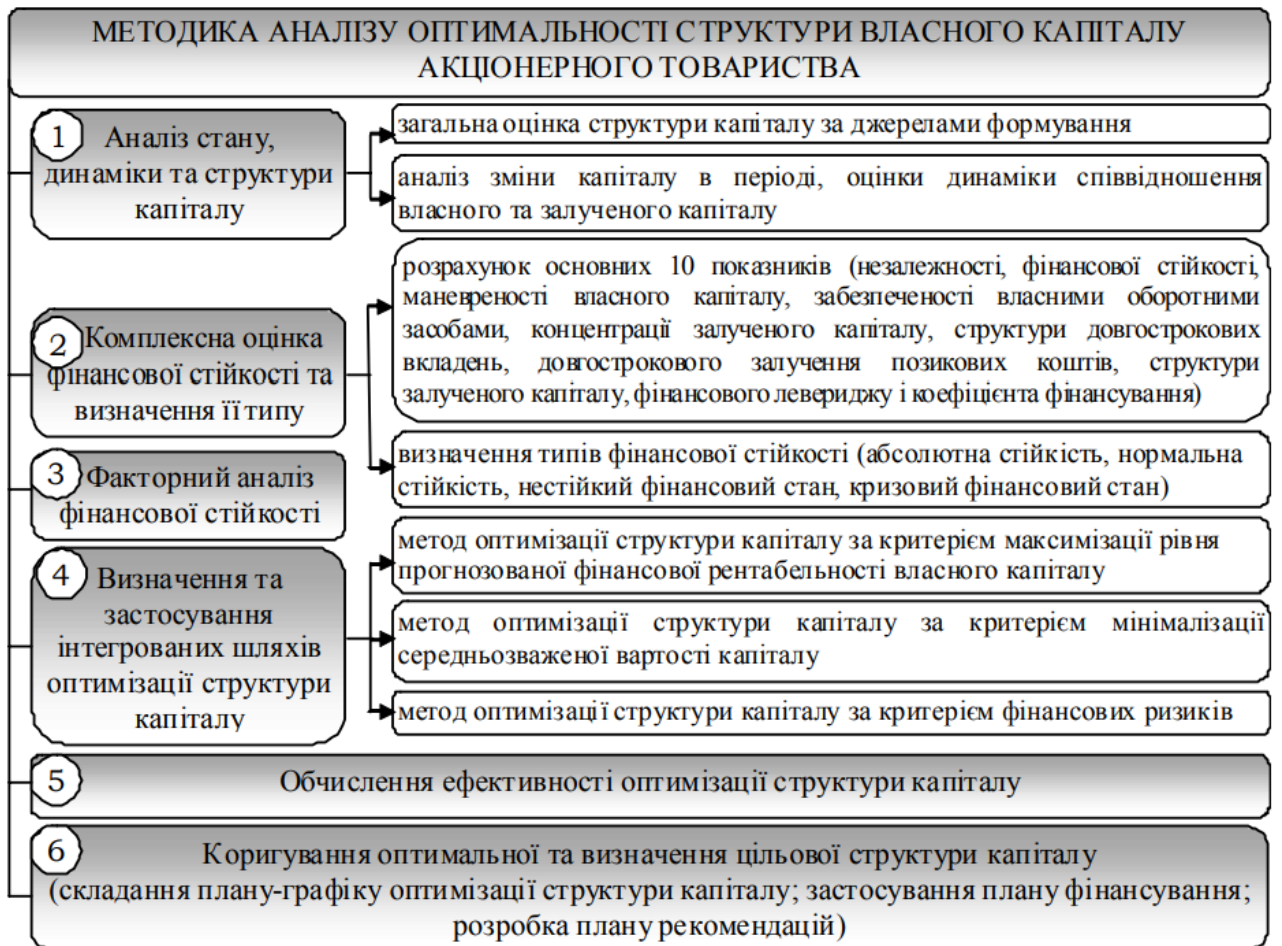 МЕТОДИКА АНАЛІЗУ ОПТИМАЛЬНОСТІ СТРУКТУРИ ВЛАСНОГО КАПІТАЛУ
АКЦІОНЕРНОГО ТОВАРИСТВА
1
Аналіз стану,
динаміки та структури
капіталу
загальна оцінка структури капіталу за джерелами формування
аналіз зміни капіталу в періоді, оцінки динаміки співвідношення
власного та залученого капіталу
2
Комплексна оцінка
фінансової стійкості та
визначення її типу
розрахунок основних 10 показників (незалежності, фінансової стійкості,
маневреності власного капіталу, забезпеченості власними оборотними
засобами, концентрації залученого капіталу, структури довгострокових
вкладень, довгострокового залучення позикових коштів, структури
залученого капіталу, фінансового левериджу і коефіцієнта фінансування)
визначення типів фінансової стійкості (абсолютна стійкість, нормальна
стійкість, нестійкий фінансовий стан, кризовий фінансовий стан)
3
Факторний аналіз
фінансової стійкості
4
Визначення та
застосування
інтегрованих шляхів
оптимізації структури
капіталу
метод оптимізації структури капіталу за критерієм максимізації рівня
прогнозованої фінансової рентабельності власного капіталу
метод оптимізації структури капіталу за критерієм мінімалізації
середньозваженої вартості капіталу
метод оптимізації структури капіталу за критерієм фінансових ризиків
5
Обчислення ефективності оптимізації структури капіталу
6
Коригування оптимальної та визначення цільової структури капіталу
(складання плану-графіку оптимізації структури капіталу; застосування плану фінансування;
розробка плану рекомендацій)